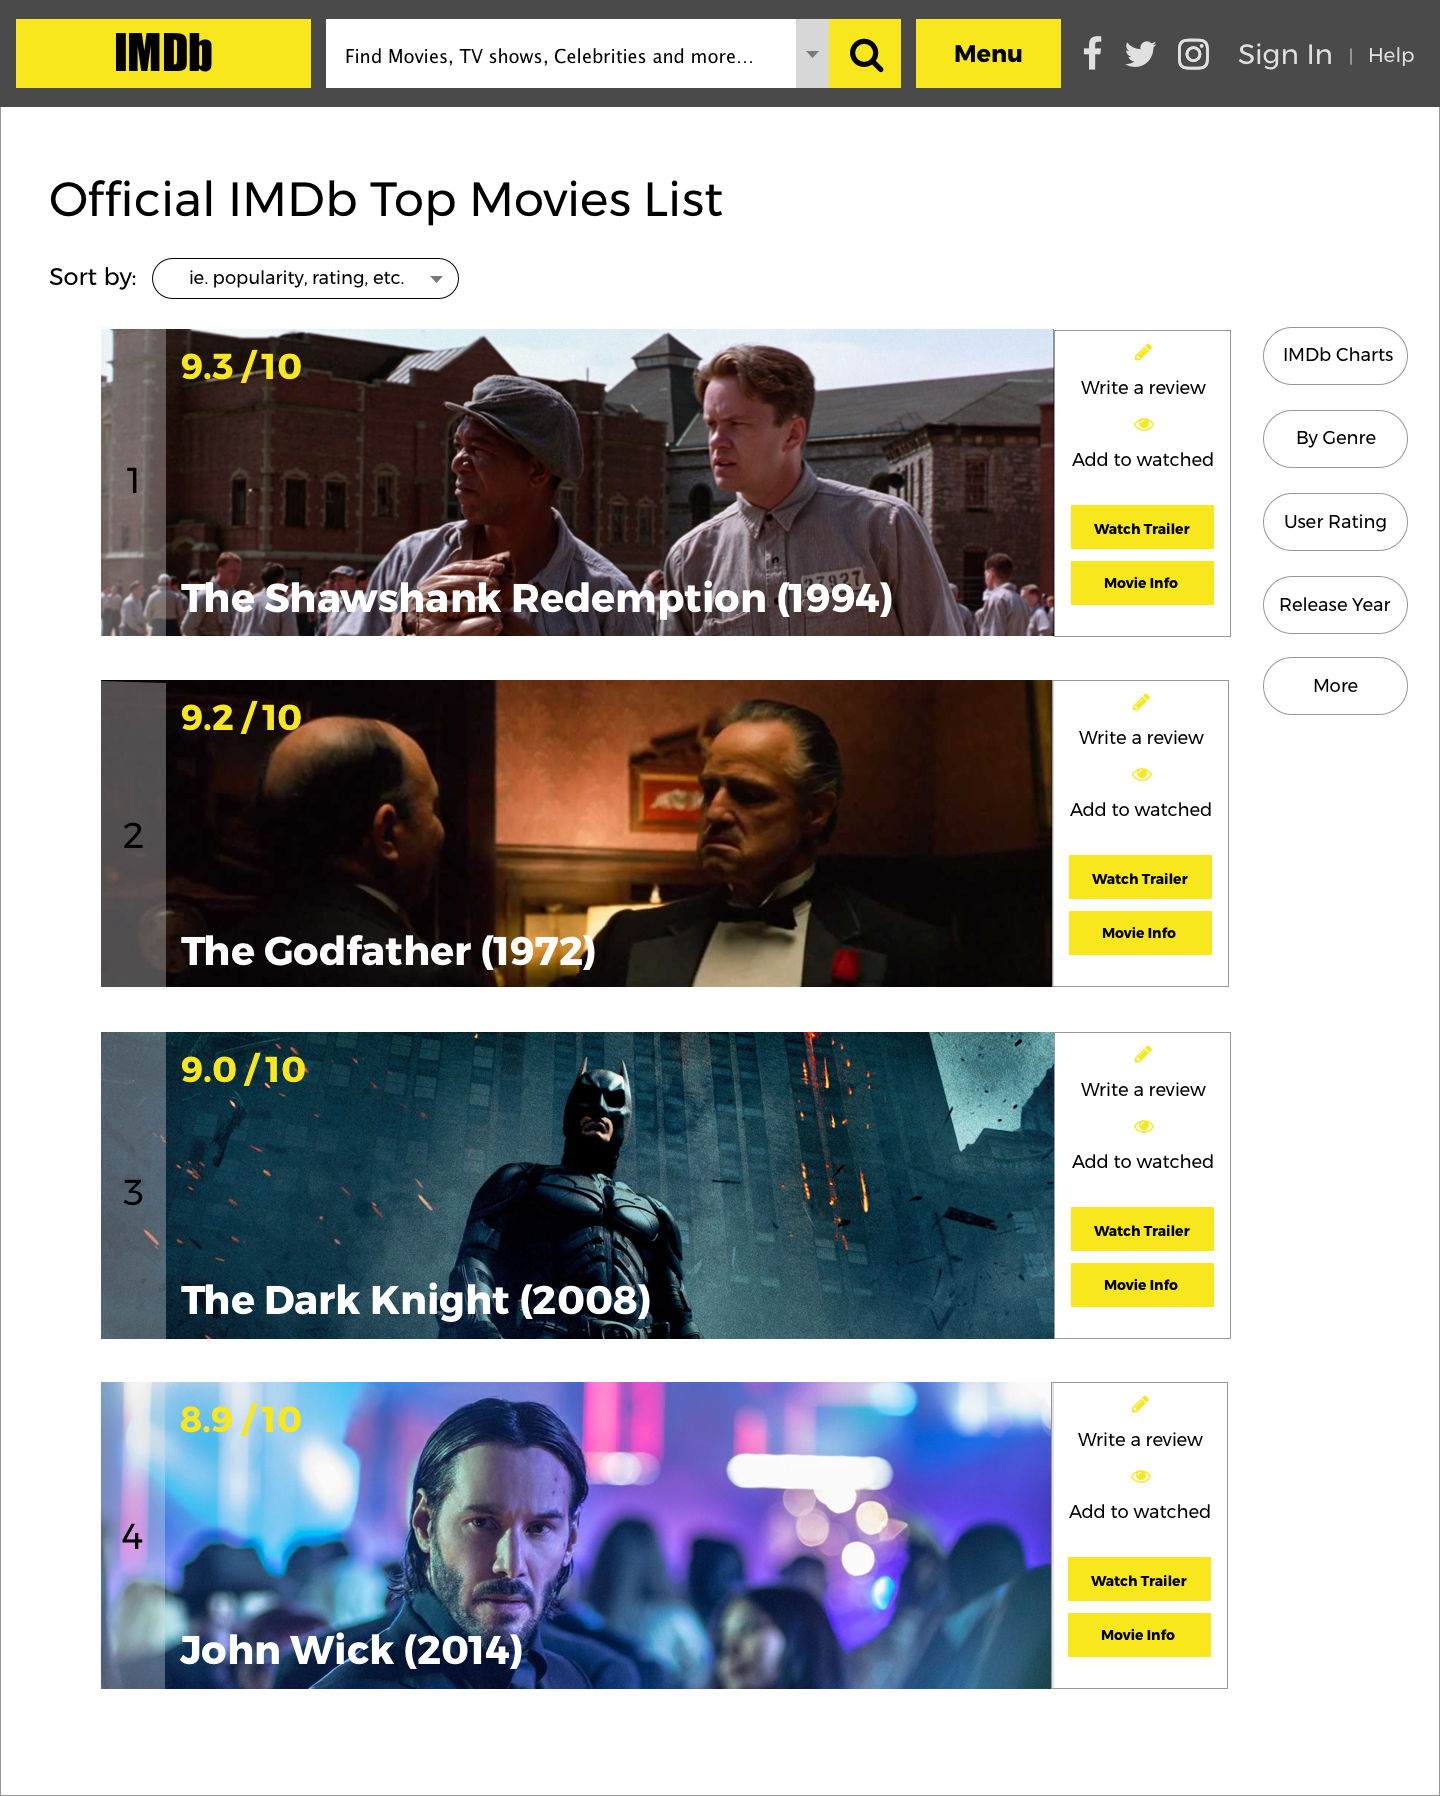 IMDb
Find Movies, TV shows, Celebrities and more...
Menu
Sign In | Help
Official IMDb Top Movies List
Sort by: ie. popularity, rating, etc.
1
9.3 / 10
The Shawshank Redemption (1994)
Write a review
Add to watched
Watch Trailer
Movie Info
2
9.2 / 10
The Godfather (1972)
Write a review
Add to watched
Watch Trailer
Movie Info
3
9.0 / 10
The Dark Knight (2008)
Write a review
Add to watched
Watch Trailer
Movie Info
4
8.9 / 10
John Wick (2014)
Write a review
Add to watched
Watch Trailer
Movie Info
IMDb Charts
By Genre
User Rating
Release Year
More